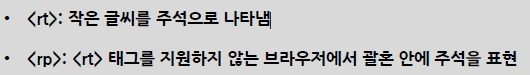 • <rt>: 작은 글씨를 주석으로 나타냄
• <rp>: <rt> 태그를 지원하지 않는 브라우저에서 괄혼 안에 주석을 표현